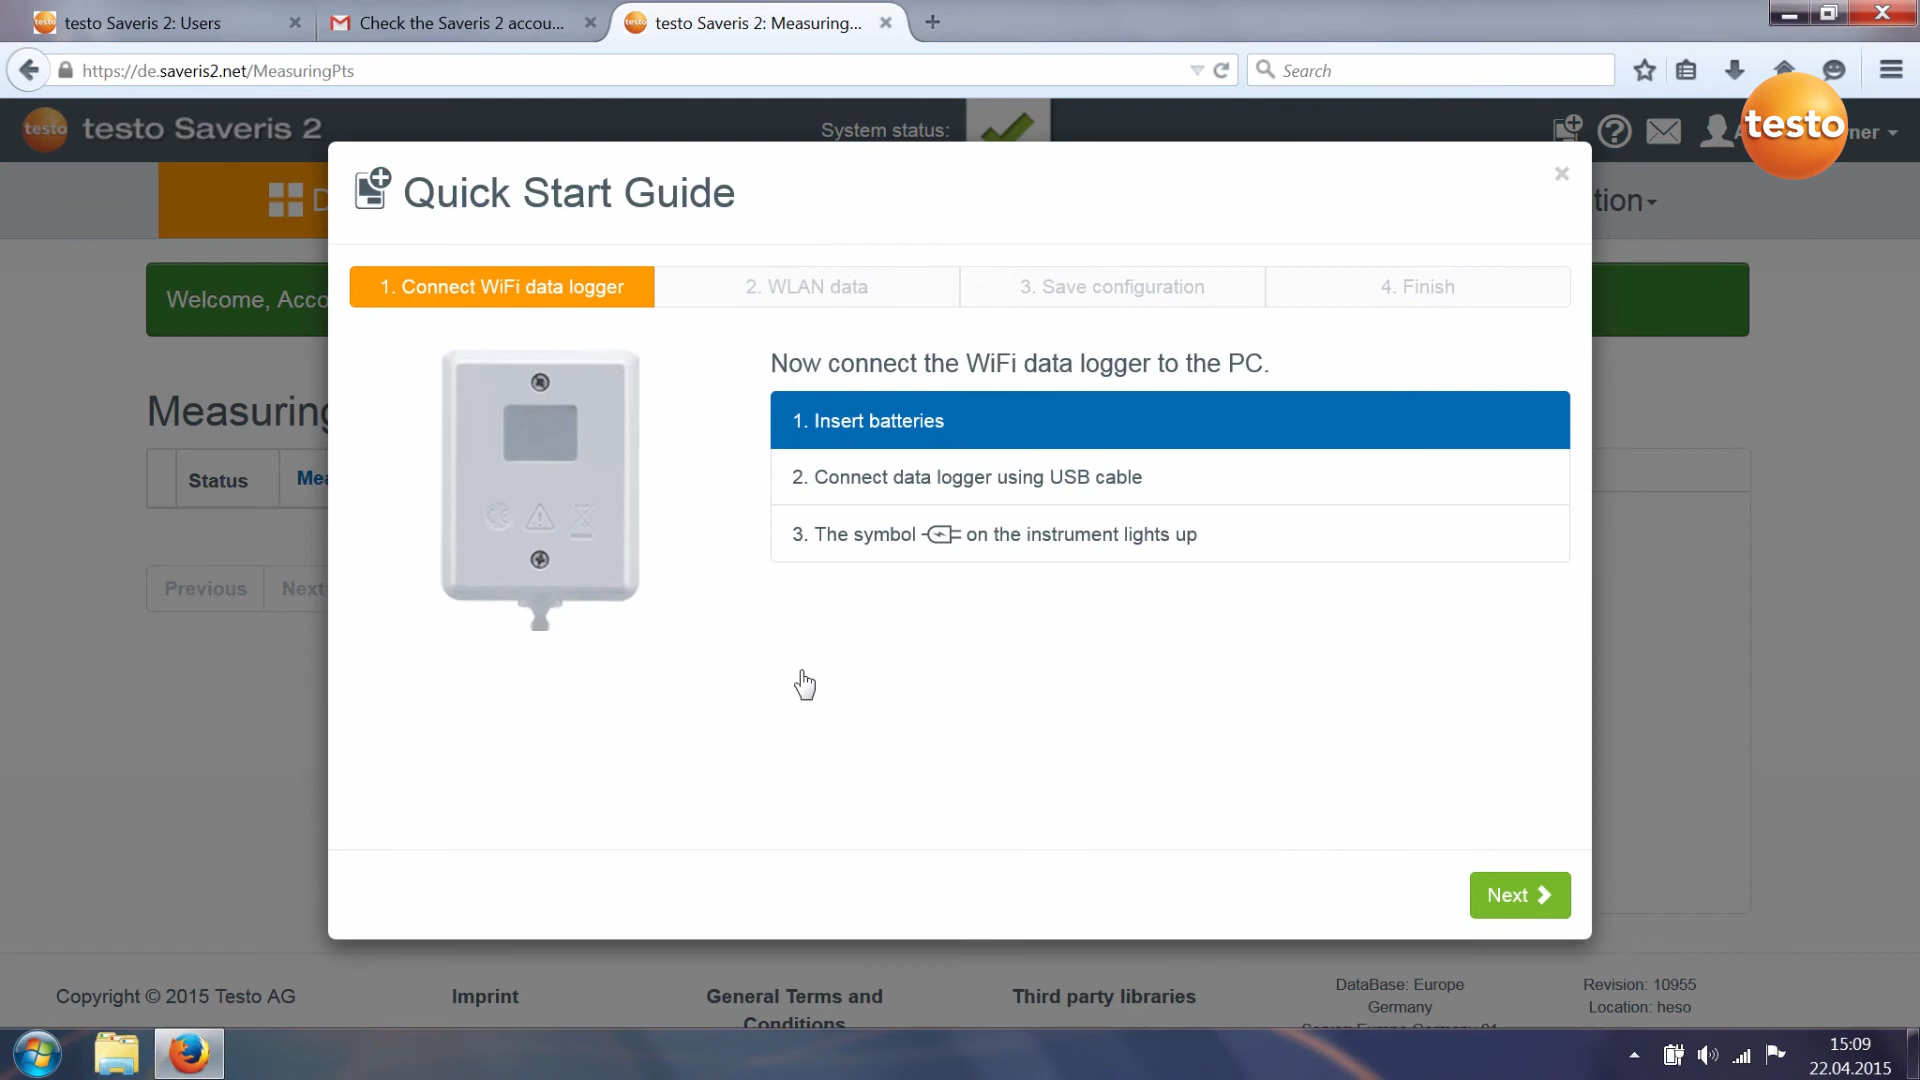 testo Saveris 2: Users
Check the Saveris 2 accou...
testo Saveris 2: Measuring...
https://de.saveris2.net/MeasuringPts
Search
testo
testo Saveris 2
System status:
testo
ner
tion
Quick Start Guide
1. Connect WiFi data logger
2. WLAN data
3. Save configuration
4. Finish
Welcome, Acco
Now connect the WiFi data logger to the PC.
1. Insert batteries
2. Connect data logger using USB cable
3. The symbol on the instrument lights up
Measuring
Status
Mea
Previous
Next
Next
Copyright © 2015 Testo AG
Imprint
General Terms and
Conditions
Third party libraries
DataBase: Europe
Germany
Revision: 10955
Location: heso
15:09
22.04.2015